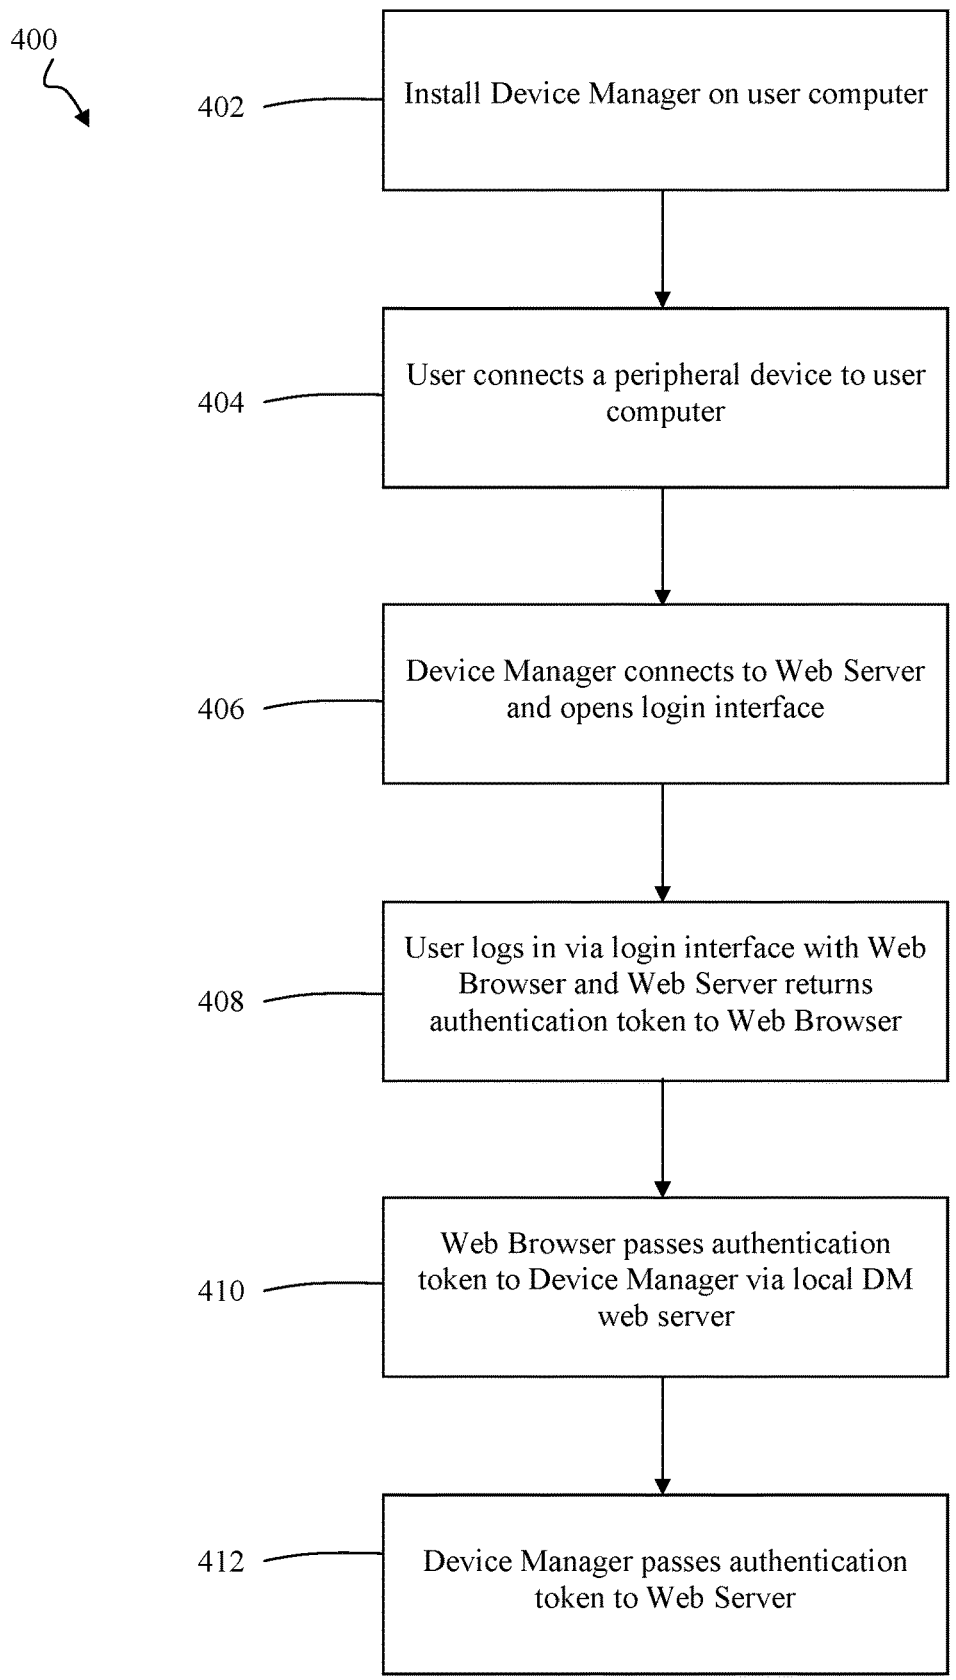 400
402
Install Device Manager on user computer
404
User connects a peripheral device to user
computer
406
Device Manager connects to Web Server
and opens login interface
408
User logs in via login interface with Web
Browser and Web Server returns
authentication token to Web Browser
410
Web Browser passes authentication
token to Device Manager via local DM
web server
412
Device Manager passes authentication
token to Web Server